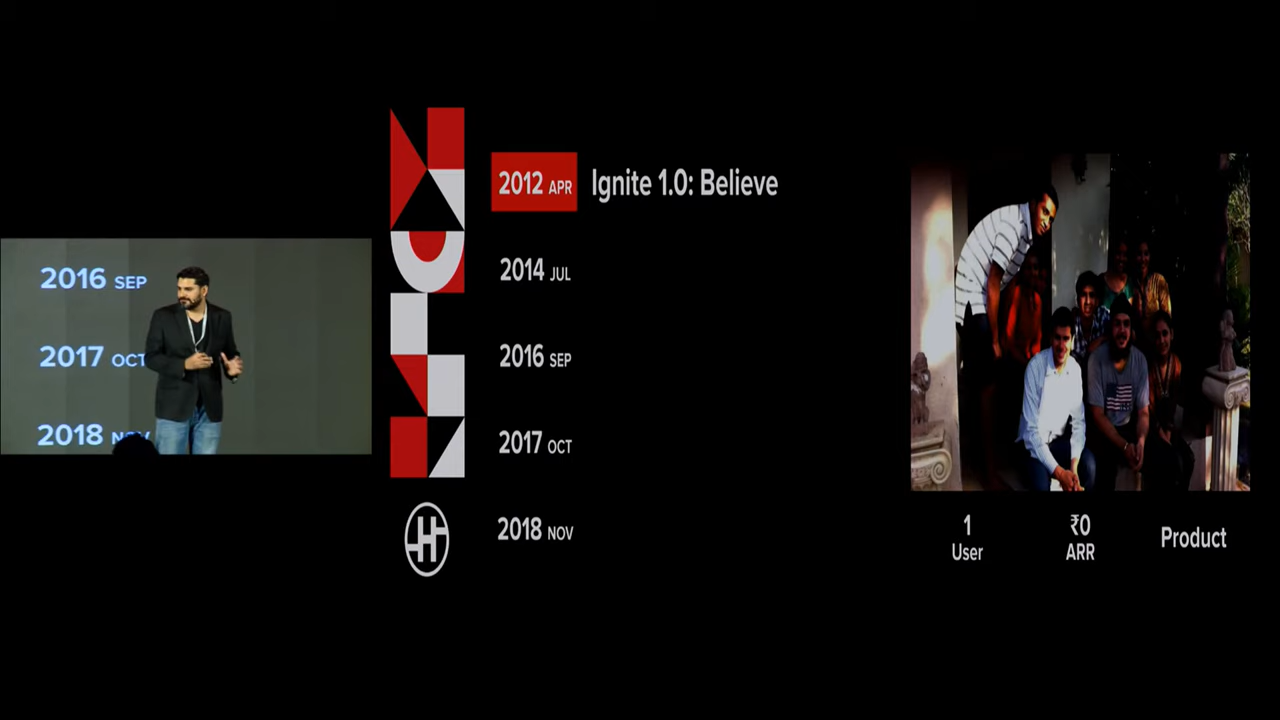 2016 SEP
2017 OCT
2018 NOV
2012 APR Ignite 1.0: Believe
2014 JUL
2016 SEP
2017 OCT
2018 NOV
1
User
₹0
ARR
Product